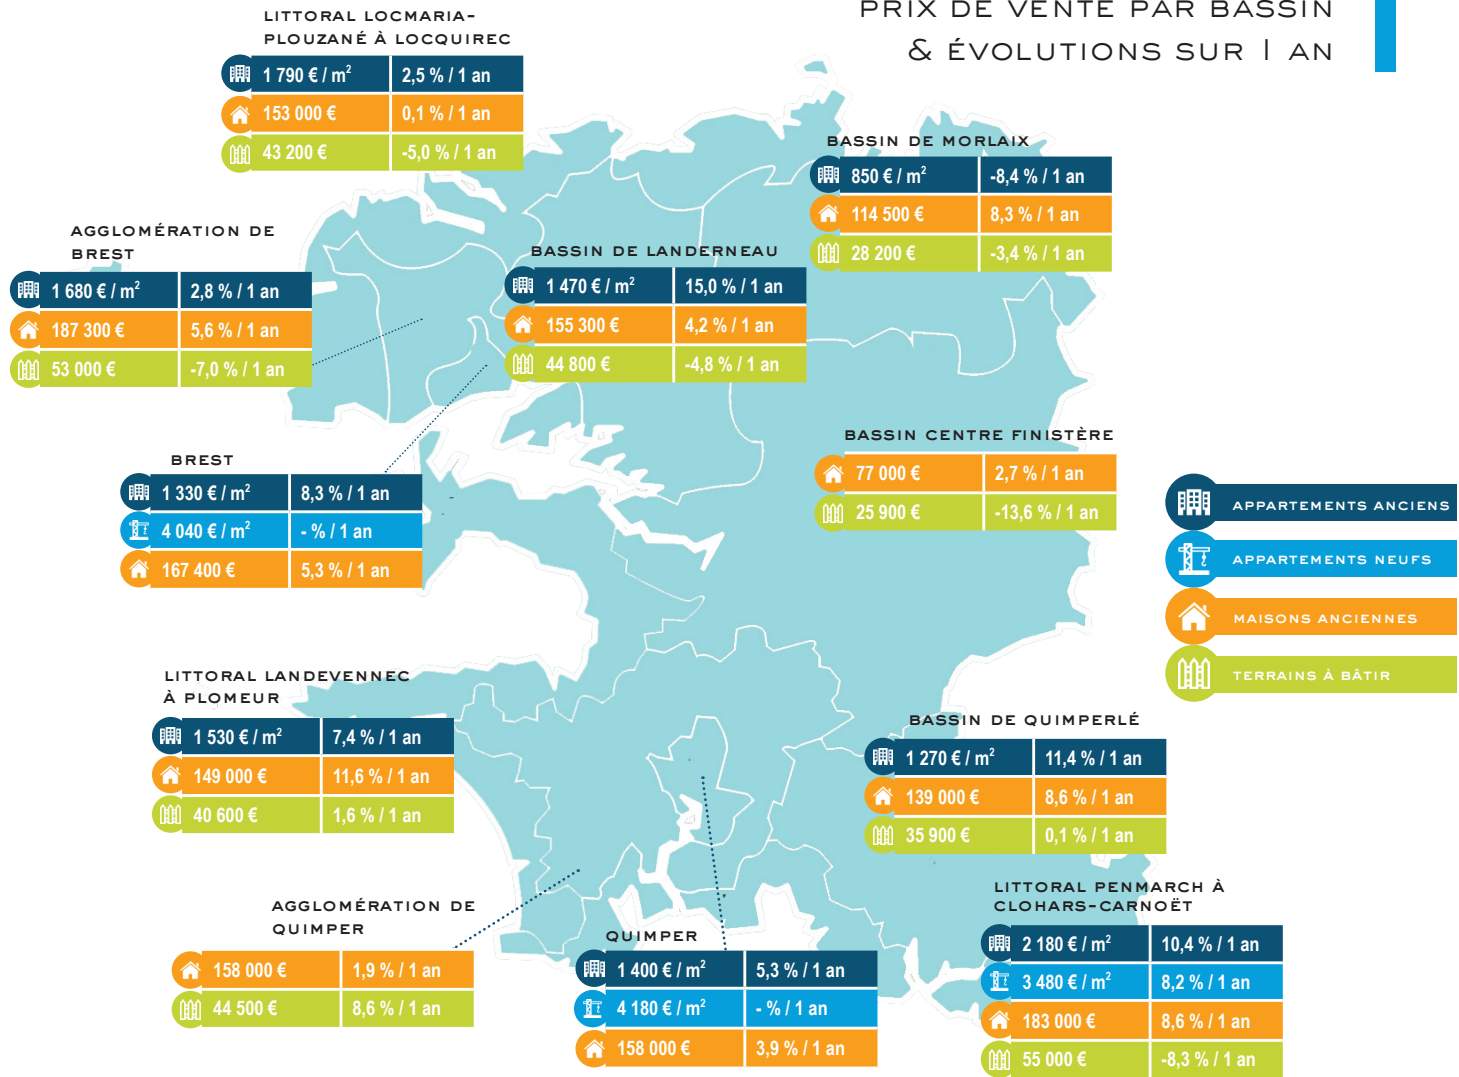 PRIX DE VENTE PAR BASSIN
& ÉVOLUTIONS SUR 1 AN
LITTORAL LOCMARIA-
PLOUZANÉ À LOCQUIREC
1 790 € / m² 2,5 % / 1 an
153 000 € 0,1 % / 1 an
43 200 € -5,0 % / 1 an
BASSIN DE MORLAIX
850 € / m² -8,4 % / 1 an
114 500 € 8,3 % / 1 an
28 200 € -3,4 % / 1 an
AGGLOMÉRATION DE
BREST
1 680 € / m² 2,8 % / 1 an
187 300 € 5,6 % / 1 an
53 000 € -7,0 % / 1 an
BASSIN DE LANDERNEAU
1 470 € / m² 15,0 % / 1 an
155 300 € 4,2 % / 1 an
44 800 € -4,8 % / 1 an
BREST
1 330 € / m² 8,3 % / 1 an
4 040 € / m² - % / 1 an
167 400 € 5,3 % / 1 an
BASSIN CENTRE FINISTÈRE
77 000 € 2,7 % / 1 an
25 900 € -13,6 % / 1 an
APPARTEMENTS ANCIENS
APPARTEMENTS NEUFS
MAISONS ANCIENNES
TERRAINS À BÂTIR
LITTORAL LANDEVENNEC
À PLOMEUR
1 530 € / m² 7,4 % / 1 an
149 000 € 11,6 % / 1 an
40 600 € 1,6 % / 1 an
BASSIN DE QUIMPERLÉ
1 270 € / m² 11,4 % / 1 an
139 000 € 8,6 % / 1 an
35 900 € 0,1 % / 1 an
AGGLOMÉRATION DE
QUIMPER
158 000 € 1,9 % / 1 an
44 500 € 8,6 % / 1 an
QUIMPER
1 400 € / m² 5,3 % / 1 an
4 180 € / m² - % / 1 an
158 000 € 3,9 % / 1 an
LITTORAL PENMARCH À
CLOHARS-CARNOËT
2 180 € / m² 10,4 % / 1 an
3 480 € / m² 8,2 % / 1 an
183 000 € 8,6 % / 1 an
55 000 € -8,3 % / 1 an